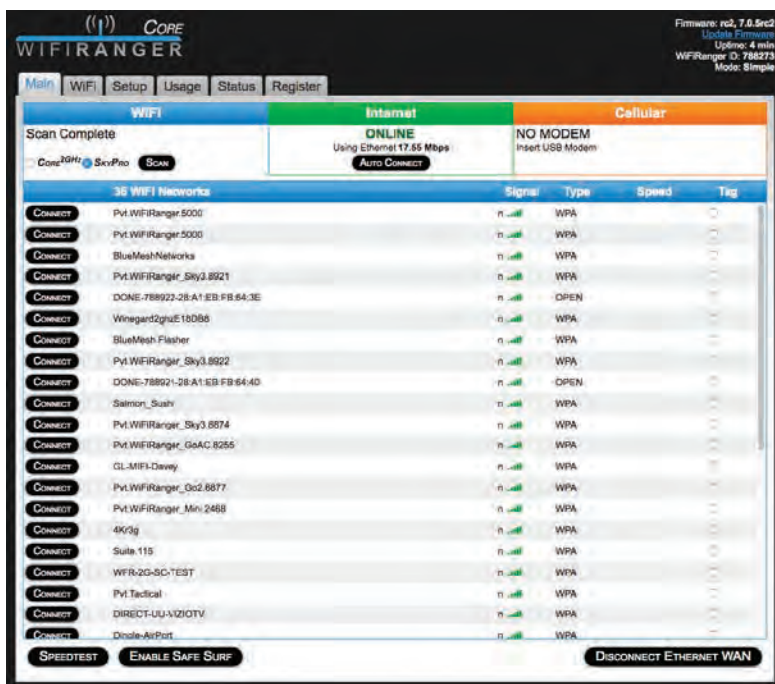 CORE
WIFIRANGER
Firmware: rc2, 7.0.5rc2
Update Firmware
Uptime: 4 min
WiFiRanger ID: 788273
Mode: Simple
Main WiFi Setup Usage Status Register
WiFi Internet Cellular
Scan Complete ONLINE NO MODEM
Using Ethernet 17.55 Mbps Insert USB Modem
CORE 2GHz SKYPRO SCAN AUTO CONNECT
36 WiFi Networks Signal Type Speed Tag
CONNECT Pvt.WiFiRanger.5000 n WPA
CONNECT Pvt.WiFiRanger.5000 n WPA
CONNECT BlueMeshNetworks n WPA
CONNECT Pvt.WiFiRanger_Sky3.8921 n WPA
CONNECT DONE-788922-28:A1:EB:FB:64:3E n OPEN
CONNECT Winegard2ghzE18DB8 n WPA
CONNECT BlueMesh.Flasher n WPA
CONNECT Pvt.WiFiRanger_Sky3.8922 n WPA
CONNECT DONE-788921-28:A1:EB:FB:64:40 n OPEN
CONNECT Salmon_Sushi n WPA
CONNECT Pvt.WiFiRanger_Sky3.8874 n WPA
CONNECT Pvt.WiFiRanger_GoAC.8255 n WPA
CONNECT GL-MIFI-Davey n WPA
CONNECT Pvt.WiFiRanger_Go2.6877 n WPA
CONNECT Pvt.WiFiRanger_Mini.2468 n WPA
CONNECT 4Kr3g n WPA
CONNECT Suite.115 n WPA
CONNECT WFR-2G-SC-TEST n WPA
CONNECT Pvt.Tactical n WPA
CONNECT DIRECT-UU-VIZIOTV n WPA
CONNECT Dingle-AirPort n WPA
SPEEDTEST ENABLE SAFE SURF DISCONNECT ETHERNET WAN